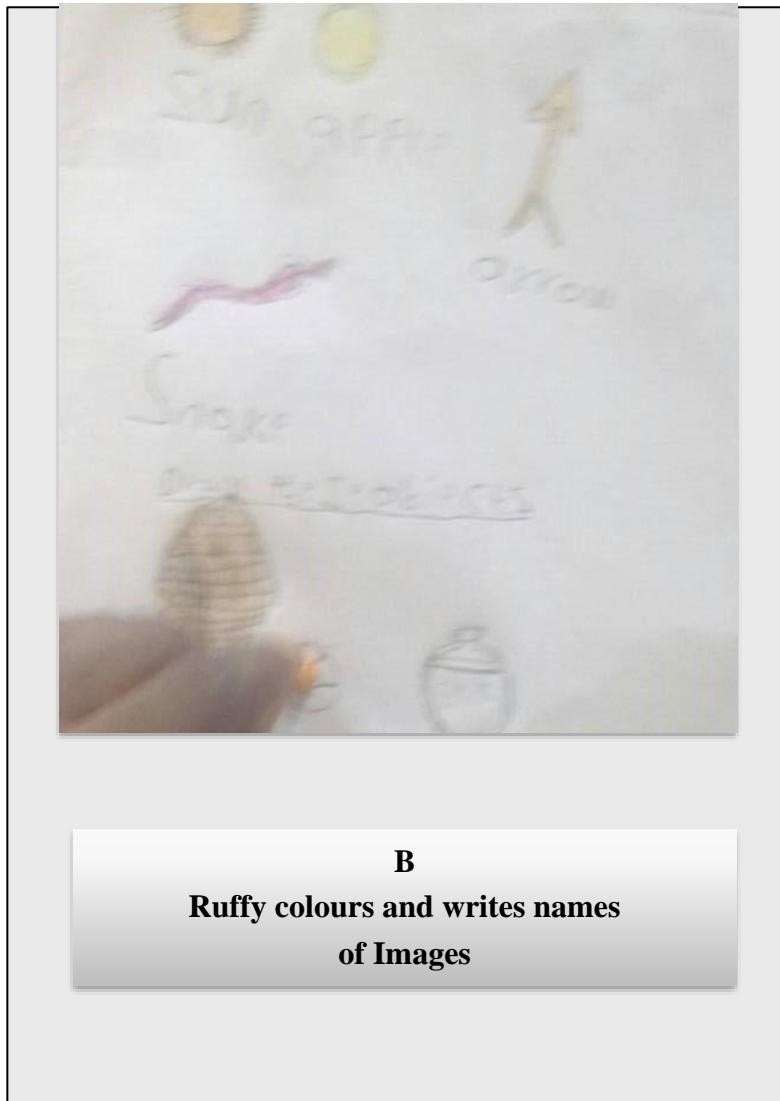 Sun apple
arrow
Snake
B
Ruffy colours and writes names
of Images